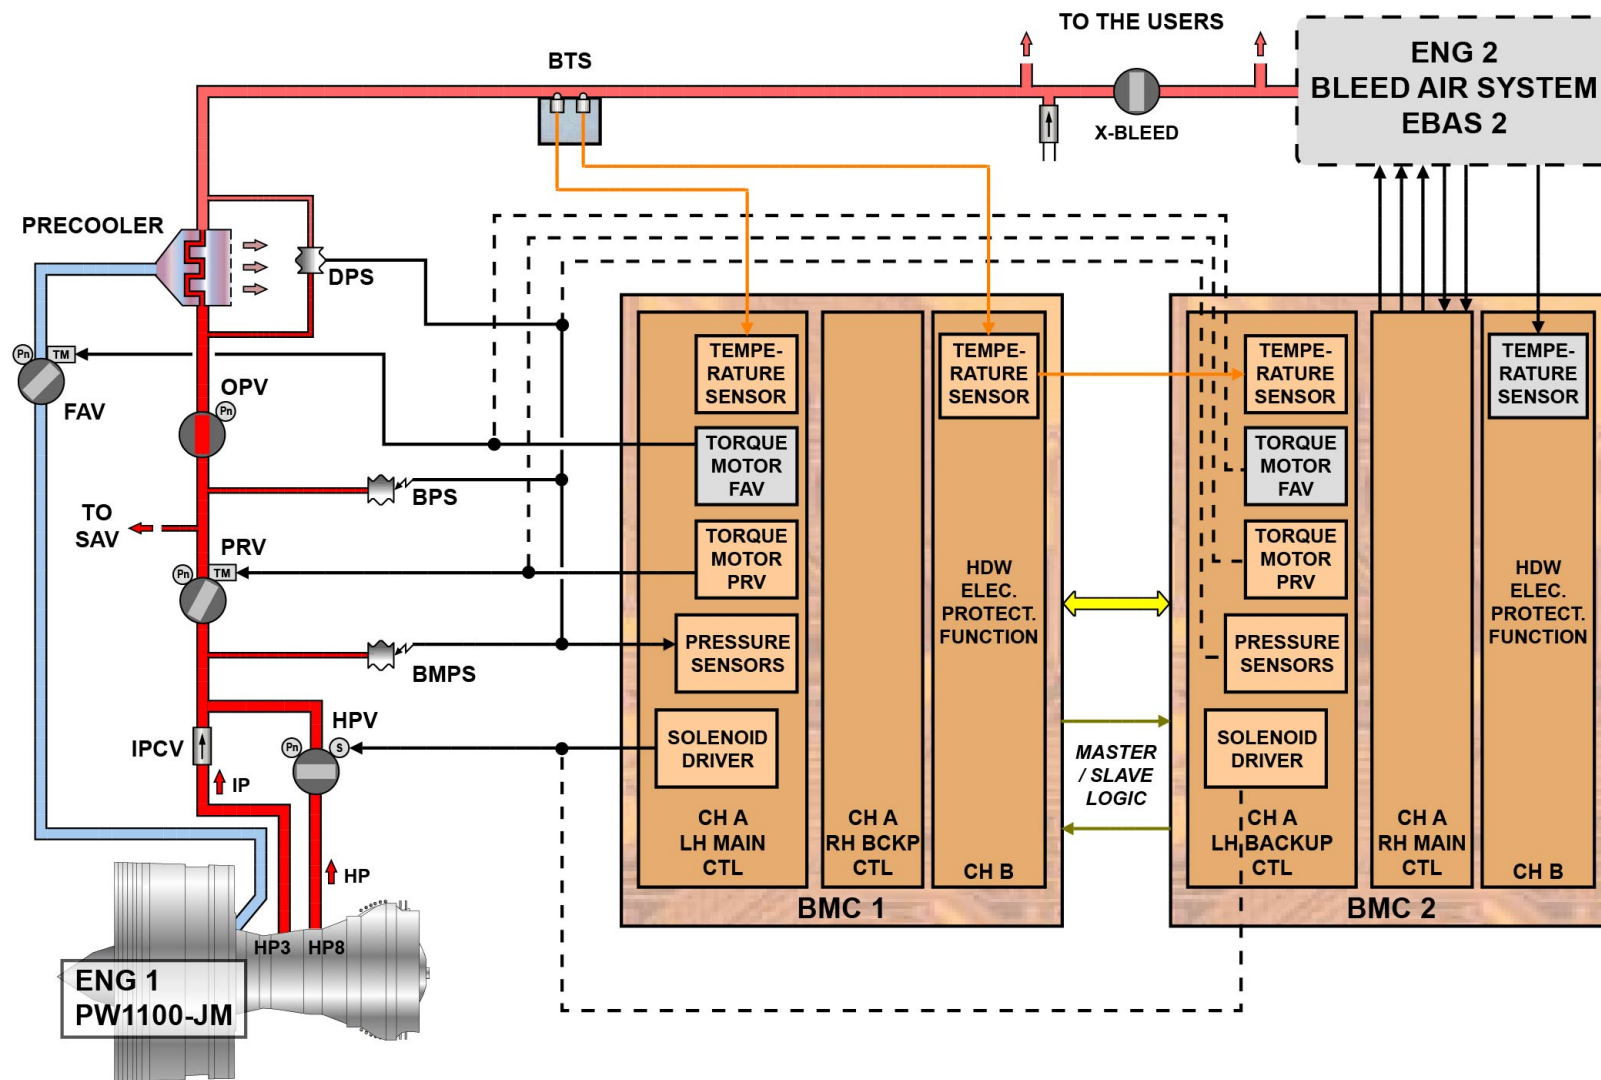 TO THE USERS
BTS
X-BLEED
ENG 2
BLEED AIR SYSTEM
EBAS 2
PRECOOLER
DPS
Pn
TM
FAV
OPV
Pn
BPS
TO
SAV
PRV
Pn
TM
BMPS
HPV
IPCV
Pn
S
IP
HP
HP3
HP8
ENG 1
PW1100-JM
TEMPE-
RATURE
SENSOR
TORQUE
MOTOR
FAV
TORQUE
MOTOR
PRV
PRESSURE
SENSORS
SOLENOID
DRIVER
CH A
LH MAIN
CTL
CH A
RH BCKP
CTL
TEMPE-
RATURE
SENSOR
HDW
ELEC.
PROTECT.
FUNCTION
CH B
BMC 1
MASTER
/ SLAVE
LOGIC
TEMPE-
RATURE
SENSOR
TORQUE
MOTOR
FAV
TORQUE
MOTOR
PRV
PRESSURE
SENSORS
SOLENOID
DRIVER
CH A
LH BACKUP
CTL
CH A
RH MAIN
CTL
TEMPE-
RATURE
SENSOR
HDW
ELEC.
PROTECT.
FUNCTION
CH B
BMC 2